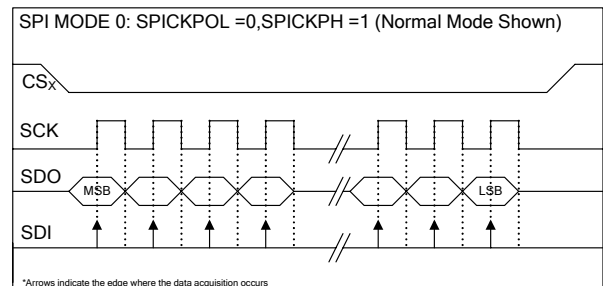 SPI MODE 0: SPICKPOL =0,SPICKPH =1 (Normal Mode Shown)
CSX
SCK
SDO
MSB
LSB
SDI
*Arrows indicate the edge where the data acquisition occurs